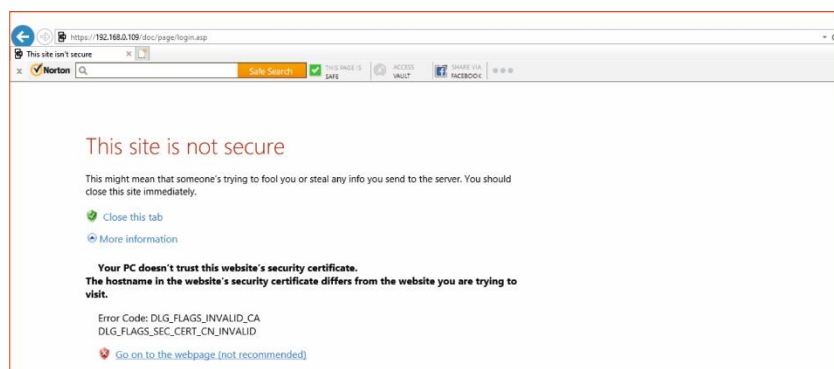 https://192.168.0.109/doc/page/login.asp
This site isn't secure
x Norton Safe Search THIS PAGE IS SAFE ACCESS VAULT SHARE VIA FACEBOOK
This site is not secure
This might mean that someone's trying to fool you or steal any info you send to the server. You should
close this site immediately.
Close this tab
More information
Your PC doesn't trust this website's security certificate.
The hostname in the website's security certificate differs from the website you are trying to
visit.
Error Code: DLG_FLAGS_INVALID_CA
DLG_FLAGS_SEC_CERT_CN_INVALID
Go on to the webpage (not recommended)